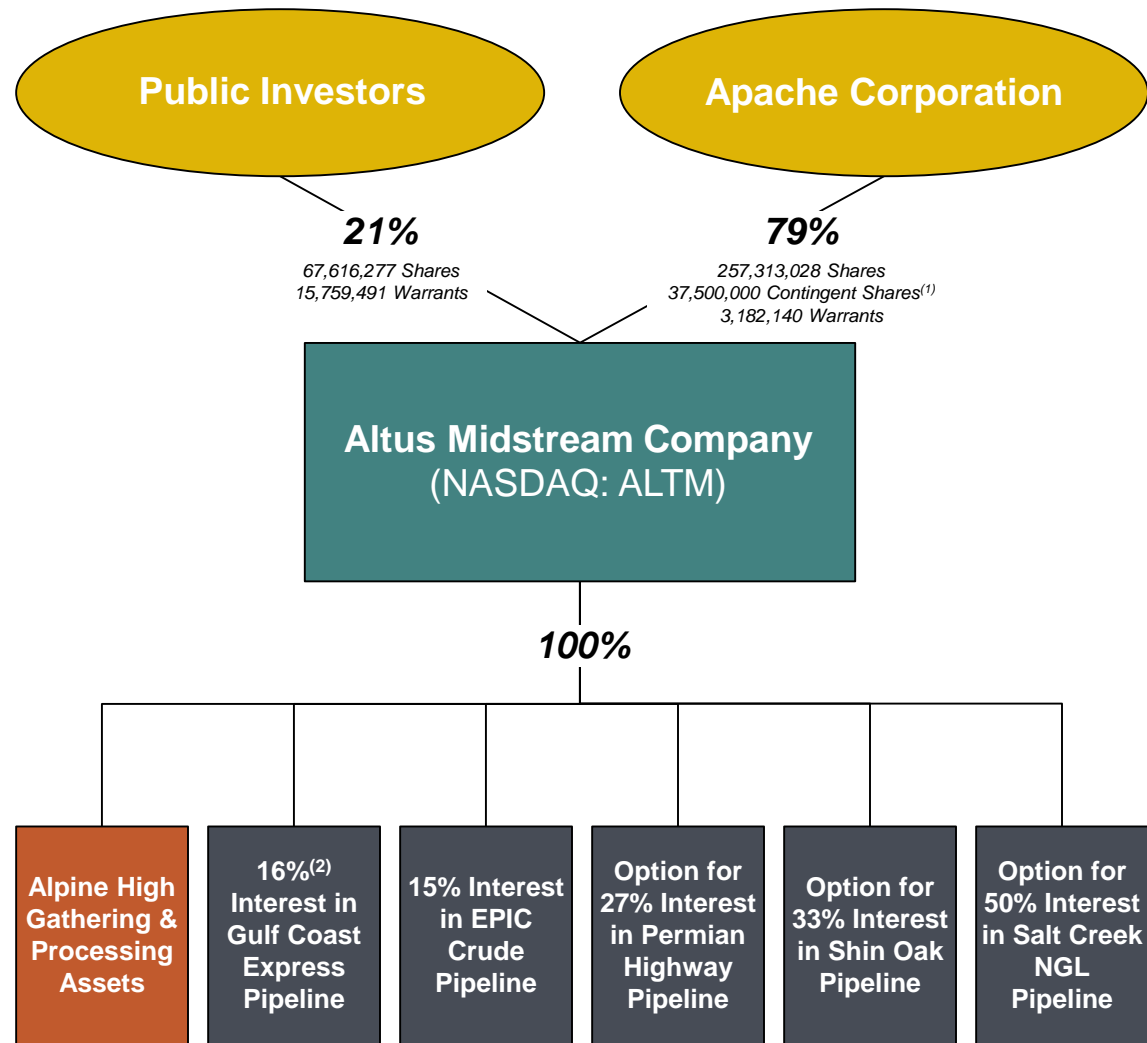 Public Investors
Apache Corporation
21%
67,616,277 Shares
15,759,491 Warrants
79%
257,313,028 Shares
37,500,000 Contingent Shares(1)
3,182,140 Warrants
Altus Midstream Company
(NASDAQ: ALTM)
100%
Alpine High
Gathering &
Processing
Assets
16%(2)
Interest in
Gulf Coast
Express
Pipeline
15% Interest
in EPIC
Crude
Pipeline
Option for
27% Interest
in Permian
Highway
Pipeline
Option for
33% Interest
in Shin Oak
Pipeline
Option for
50% Interest
in Salt Creek
NGL
Pipeline